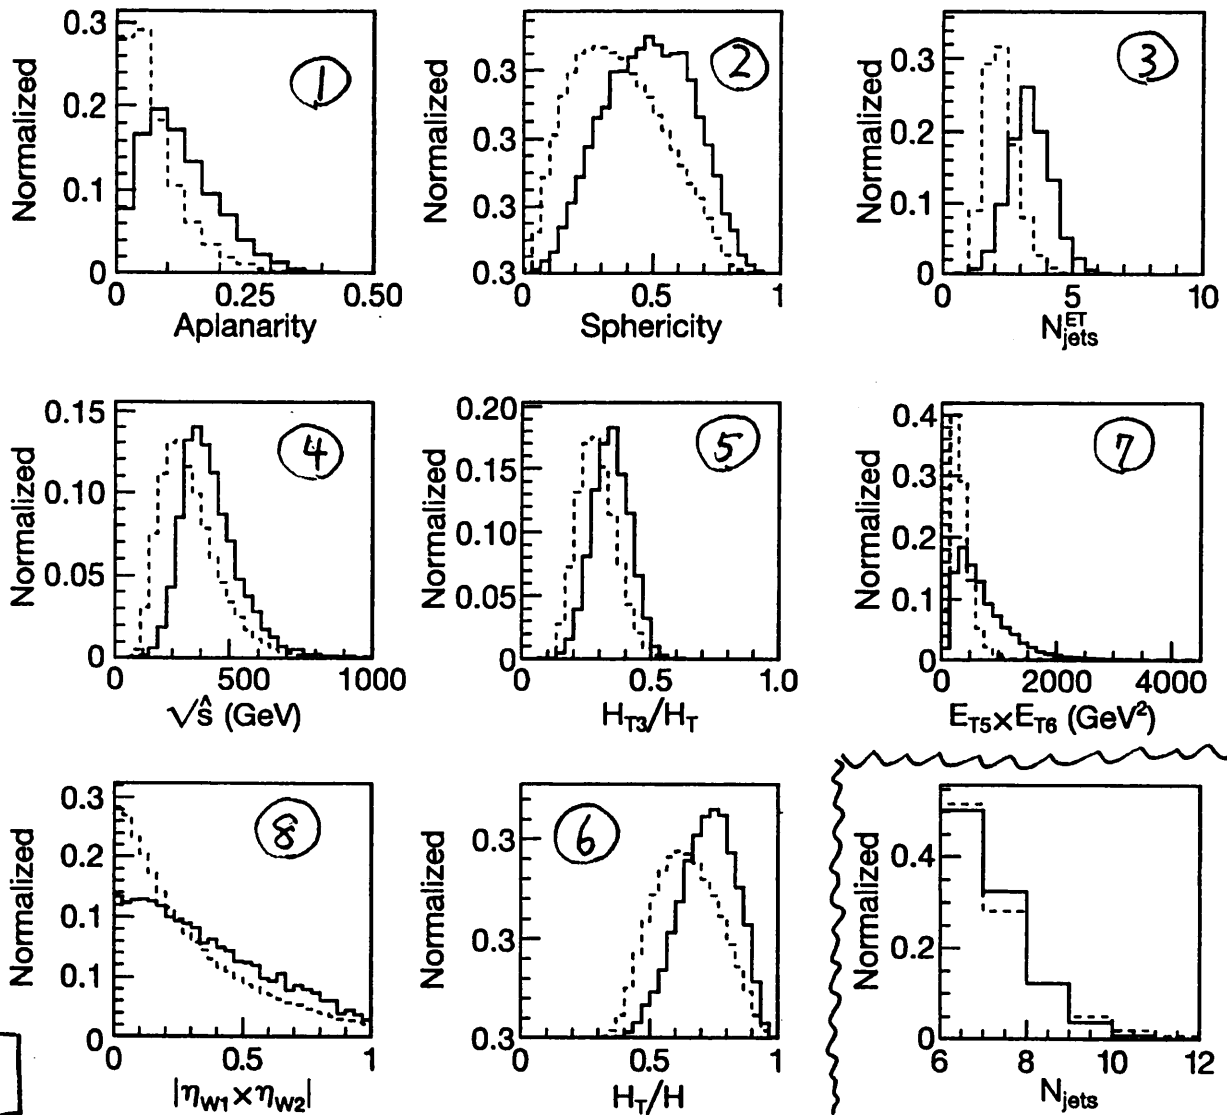 Normalized
0.3
0.2
0.1
0
0 0.25 0.50
Aplanarity
①
Normalized
0.3
0.3
0.3
0.3
0 0.5 1
Sphericity
②
Normalized
0.3
0.2
0.1
0
0 5 10
N_jets^ET
③
Normalized
0.15
0.10
0.05
0
0 500 1000
√ŝ (GeV)
④
Normalized
0.20
0.15
0.10
0.05
0
0 0.5 1.0
H_T3/H_T
⑤
Normalized
0.4
0.3
0.2
0.1
0
0 2000 4000
E_T5×E_T6 (GeV²)
⑦
Normalized
0.3
0.2
0.1
0.1
0
0 0.5 1
|η_W1×η_W2|
⑧
Normalized
0.3
0.3
0.3
0 0.5 1
H_T/H
⑥
Normalized
0.4
0.2
0
6 8 10 12
N_jets